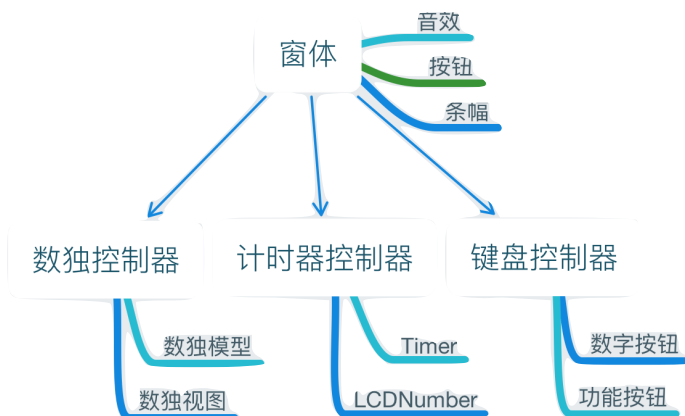 音效
窗体
按钮
条幅
数独控制器
计时器控制器
键盘控制器
数独模型
Timer
数字按钮
数独视图
LCDNumber
功能按钮